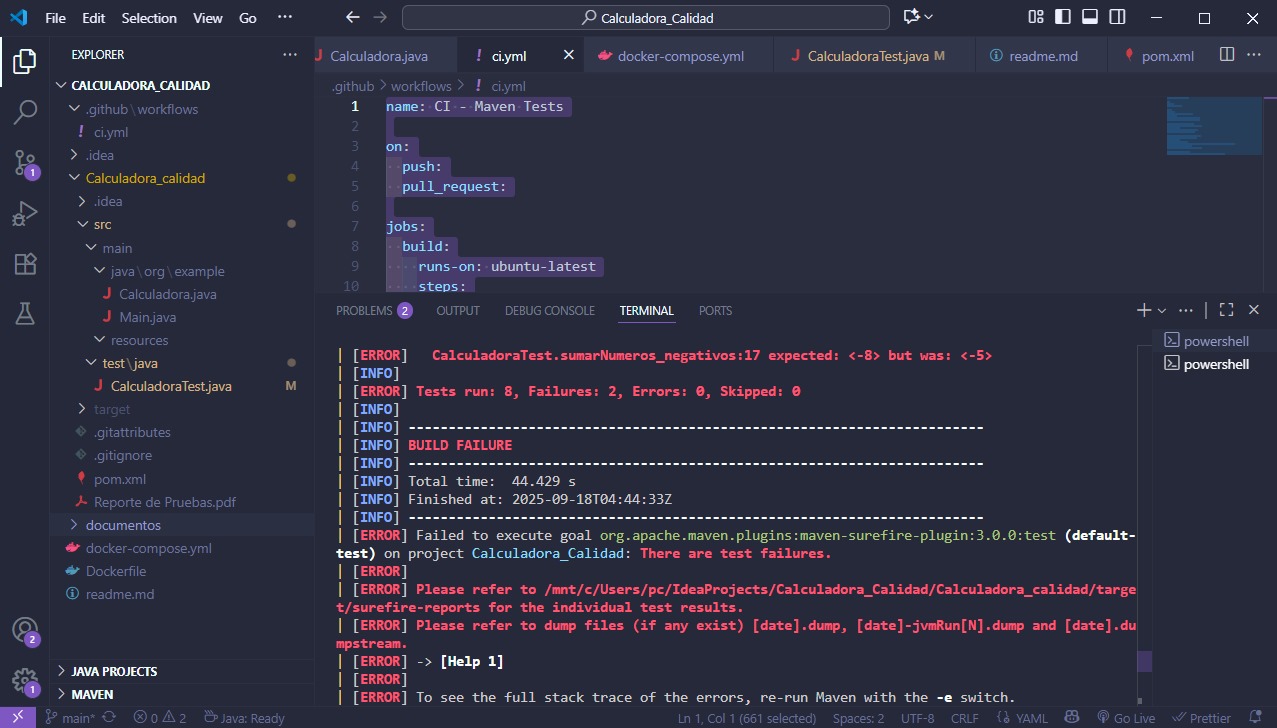 File Edit Selection View Go ··· Calculadora_Calidad
EXPLORER ···
CALCULADORA_CALIDAD
.github\workflows
! ci.yml
.idea
Calculadora_calidad
.idea
src
main
java\org\example
J Calculadora.java
J Main.java
resources
test\java
J CalculadoraTest.java M
target
.gitattributes
.gitignore
pom.xml
Reporte de Pruebas.pdf
documentos
docker-compose.yml
Dockerfile
readme.md
JAVA PROJECTS
MAVEN
1
2
1
J Calculadora.java ! ci.yml docker-compose.yml J CalculadoraTest.java M readme.md pom.xml ···
.github > workflows > ! ci.yml
1 name: CI - Maven Tests
2
3 on:
4 push:
5 pull_request:
6
7 jobs:
8 build:
9 runs-on: ubuntu-latest
10 steps:
PROBLEMS 2 OUTPUT DEBUG CONSOLE TERMINAL PORTS ···
powershell
powershell
| [ERROR] CalculadoraTest.sumarNumeros_negativos:17 expected: <-8> but was: <-5>
| [INFO]
| [ERROR] Tests run: 8, Failures: 2, Errors: 0, Skipped: 0
| [INFO]
| [INFO] ------------------------------------------------------------------------
| [INFO] BUILD FAILURE
| [INFO] ------------------------------------------------------------------------
| [INFO] Total time:  44.429 s
| [INFO] Finished at: 2025-09-18T04:44:33Z
| [INFO] ------------------------------------------------------------------------
| [ERROR] Failed to execute goal org.apache.maven.plugins:maven-surefire-plugin:3.0.0:test (default-
test) on project Calculadora_Calidad: There are test failures.
| [ERROR]
| [ERROR] Please refer to /mnt/c/Users/pc/IdeaProjects/Calculadora_Calidad/Calculadora_calidad/targe
t/surefire-reports for the individual test results.
| [ERROR] Please refer to dump files (if any exist) [date].dump, [date]-jvmRun[N].dump and [date].du
mpstream.
| [ERROR] -> [Help 1]
| [ERROR]
| [ERROR] To see the full stack trace of the errors, re-run Maven with the -e switch.
main* 0 2 Java: Ready Ln 1, Col 1 (661 selected) Spaces: 2 UTF-8 CRLF {} YAML Go Live Prettier